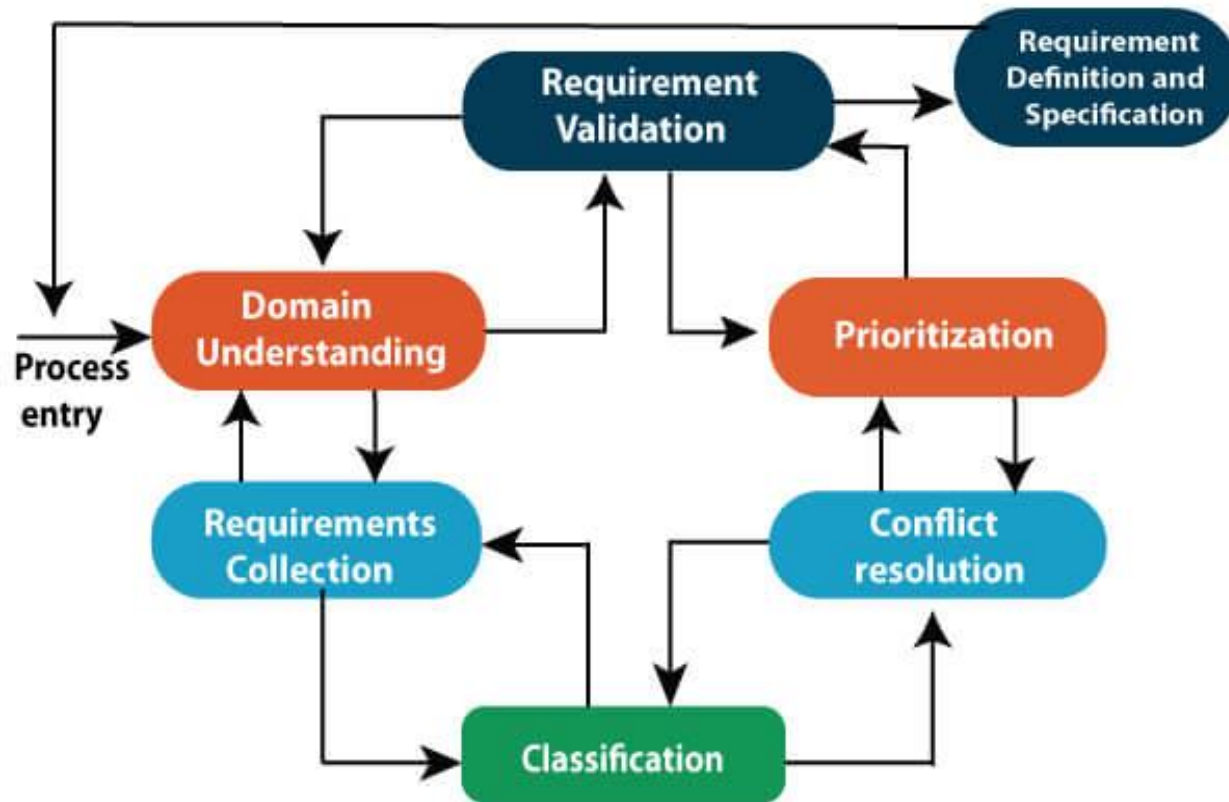 Requirement
Definition and
Specification
Requirement
Validation
Domain
Understanding
Prioritization
Process
entry
Requirements
Collection
Conflict
resolution
Classification